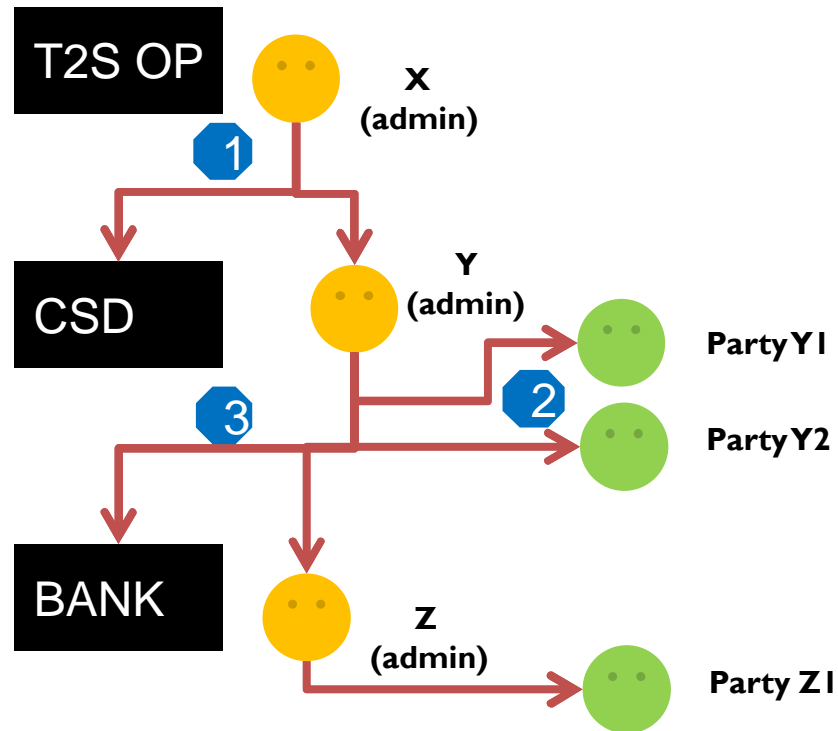 T2S OP
X
(admin)
1
CSD
Y
(admin)
Party Y1
2
3
Party Y2
BANK
Z
(admin)
Party Z1